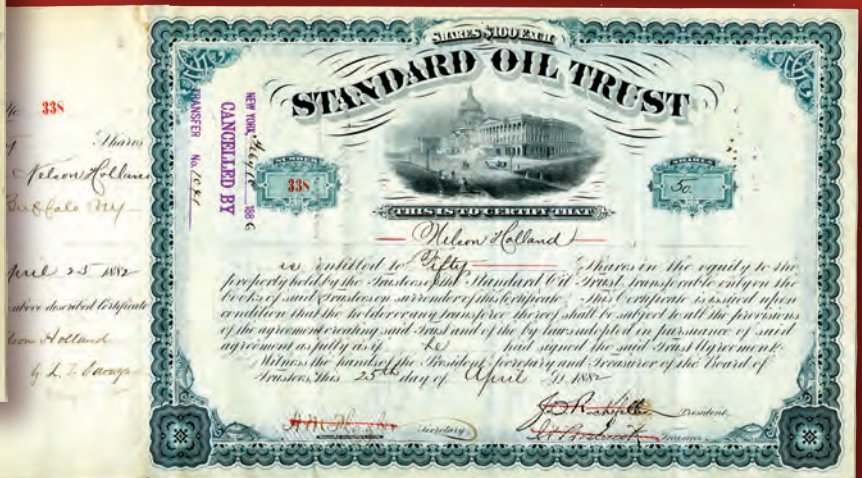 338
Shares
Nelson Holland
Buffalo NY
April 25 1882
above described Certificate
Holland
by
SHARES $100 EACH
STANDARD OIL TRUST
NEW YORK 188 6
CANCELLED BY
TRANSFER No.
NUMBER
338
SHARES
50.
THIS IS TO CERTIFY THAT
Nelson Holland
is entitled to Fifty Shares in the equity to the
property held by the Trustees of the Standard Oil Trust, transferable only on the
books of said Trustees on surrender of this Certificate. This Certificate is issued upon
condition that the holder or any transferee thereof shall be subject to all the provisions
of the agreement creating said Trust and of the by laws adopted in pursuance of said
agreement as fully as if he had signed the said Trust Agreement.
Witness the hands of the President, Secretary and Treasurer of the Board of
Trustees, this 25th day of April 1882
J D Rockefeller President,
H M Flagler Secretary
Treasurer